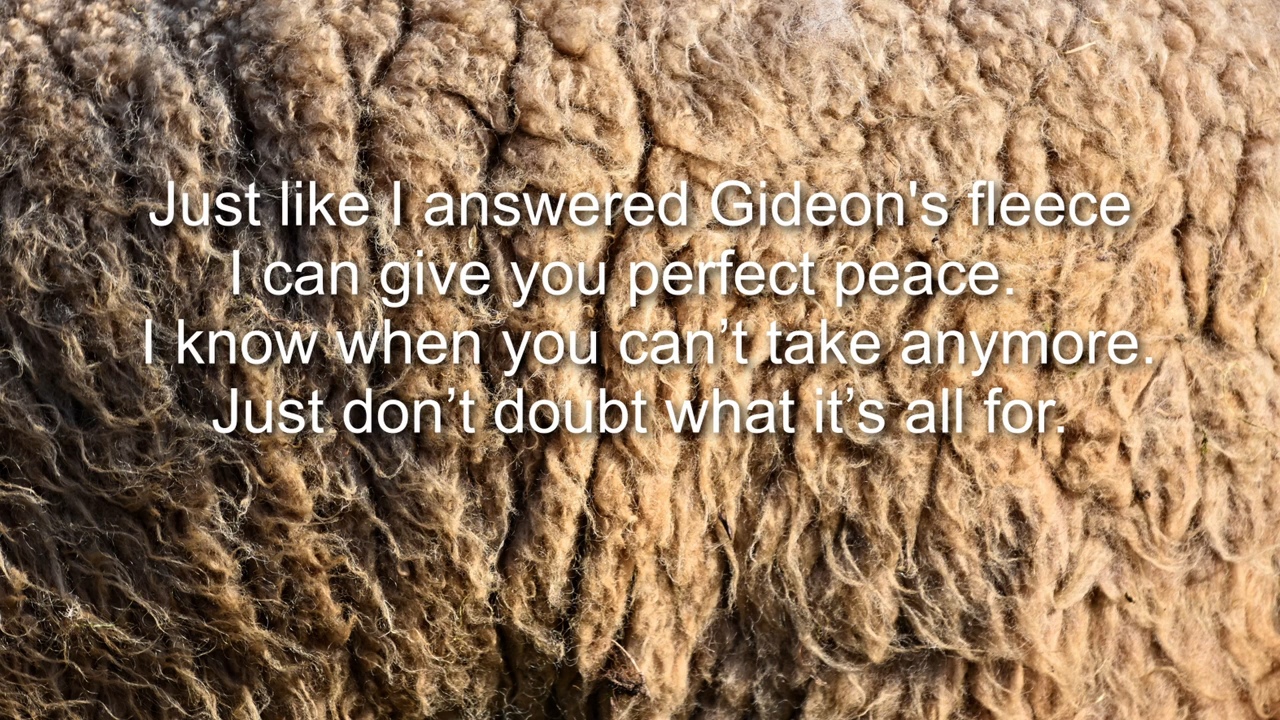 Just like I answered Gideon's fleece
I can give you perfect peace.
I know when you can’t take anymore.
Just don’t doubt what it’s all for.